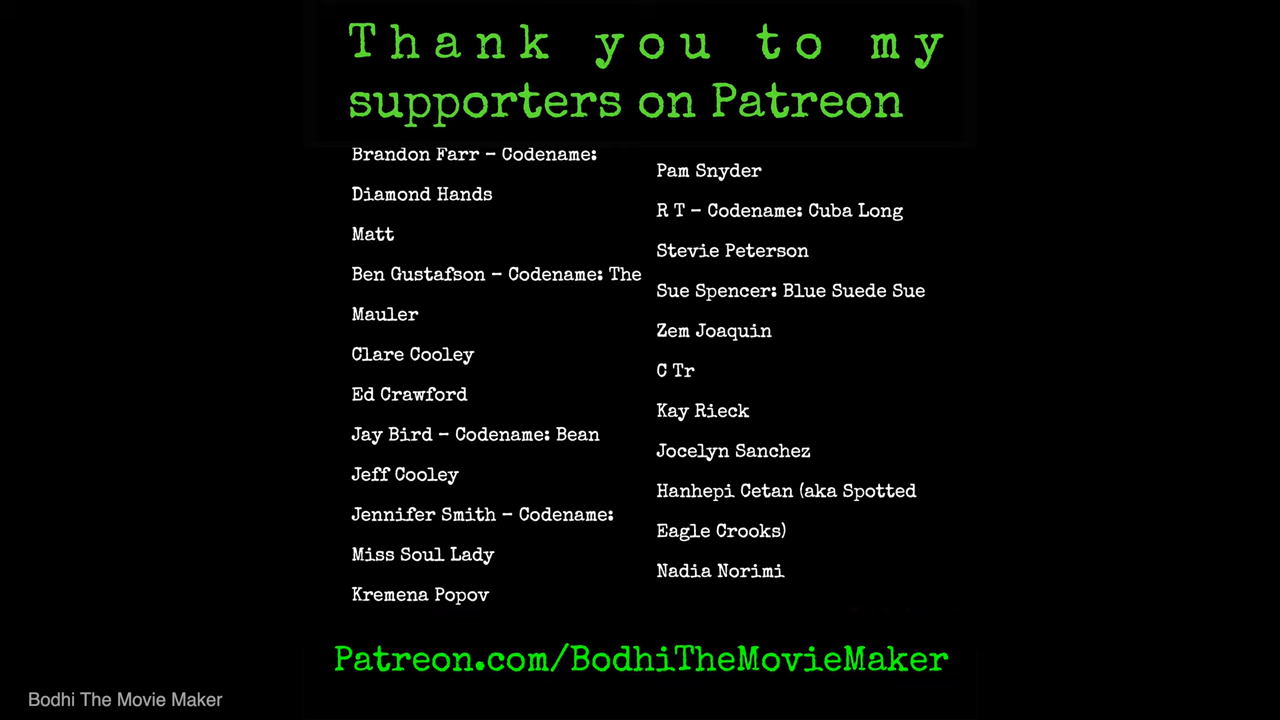 Thank you to my
supporters on Patreon
Brandon Farr - Codename:
Diamond Hands
Matt
Ben Gustafson - Codename: The
Mauler
Clare Cooley
Ed Crawford
Jay Bird - Codename: Bean
Jeff Cooley
Jennifer Smith - Codename:
Miss Soul Lady
Kremena Popov
Pam Snyder
R T - Codename: Cuba Long
Stevie Peterson
Sue Spencer: Blue Suede Sue
Zem Joaquin
C Tr
Kay Rieck
Jocelyn Sanchez
Hanhepi Cetan (aka Spotted
Eagle Crooks)
Nadia Norimi
Patreon.com/BodhiTheMovieMaker
Bodhi The Movie Maker